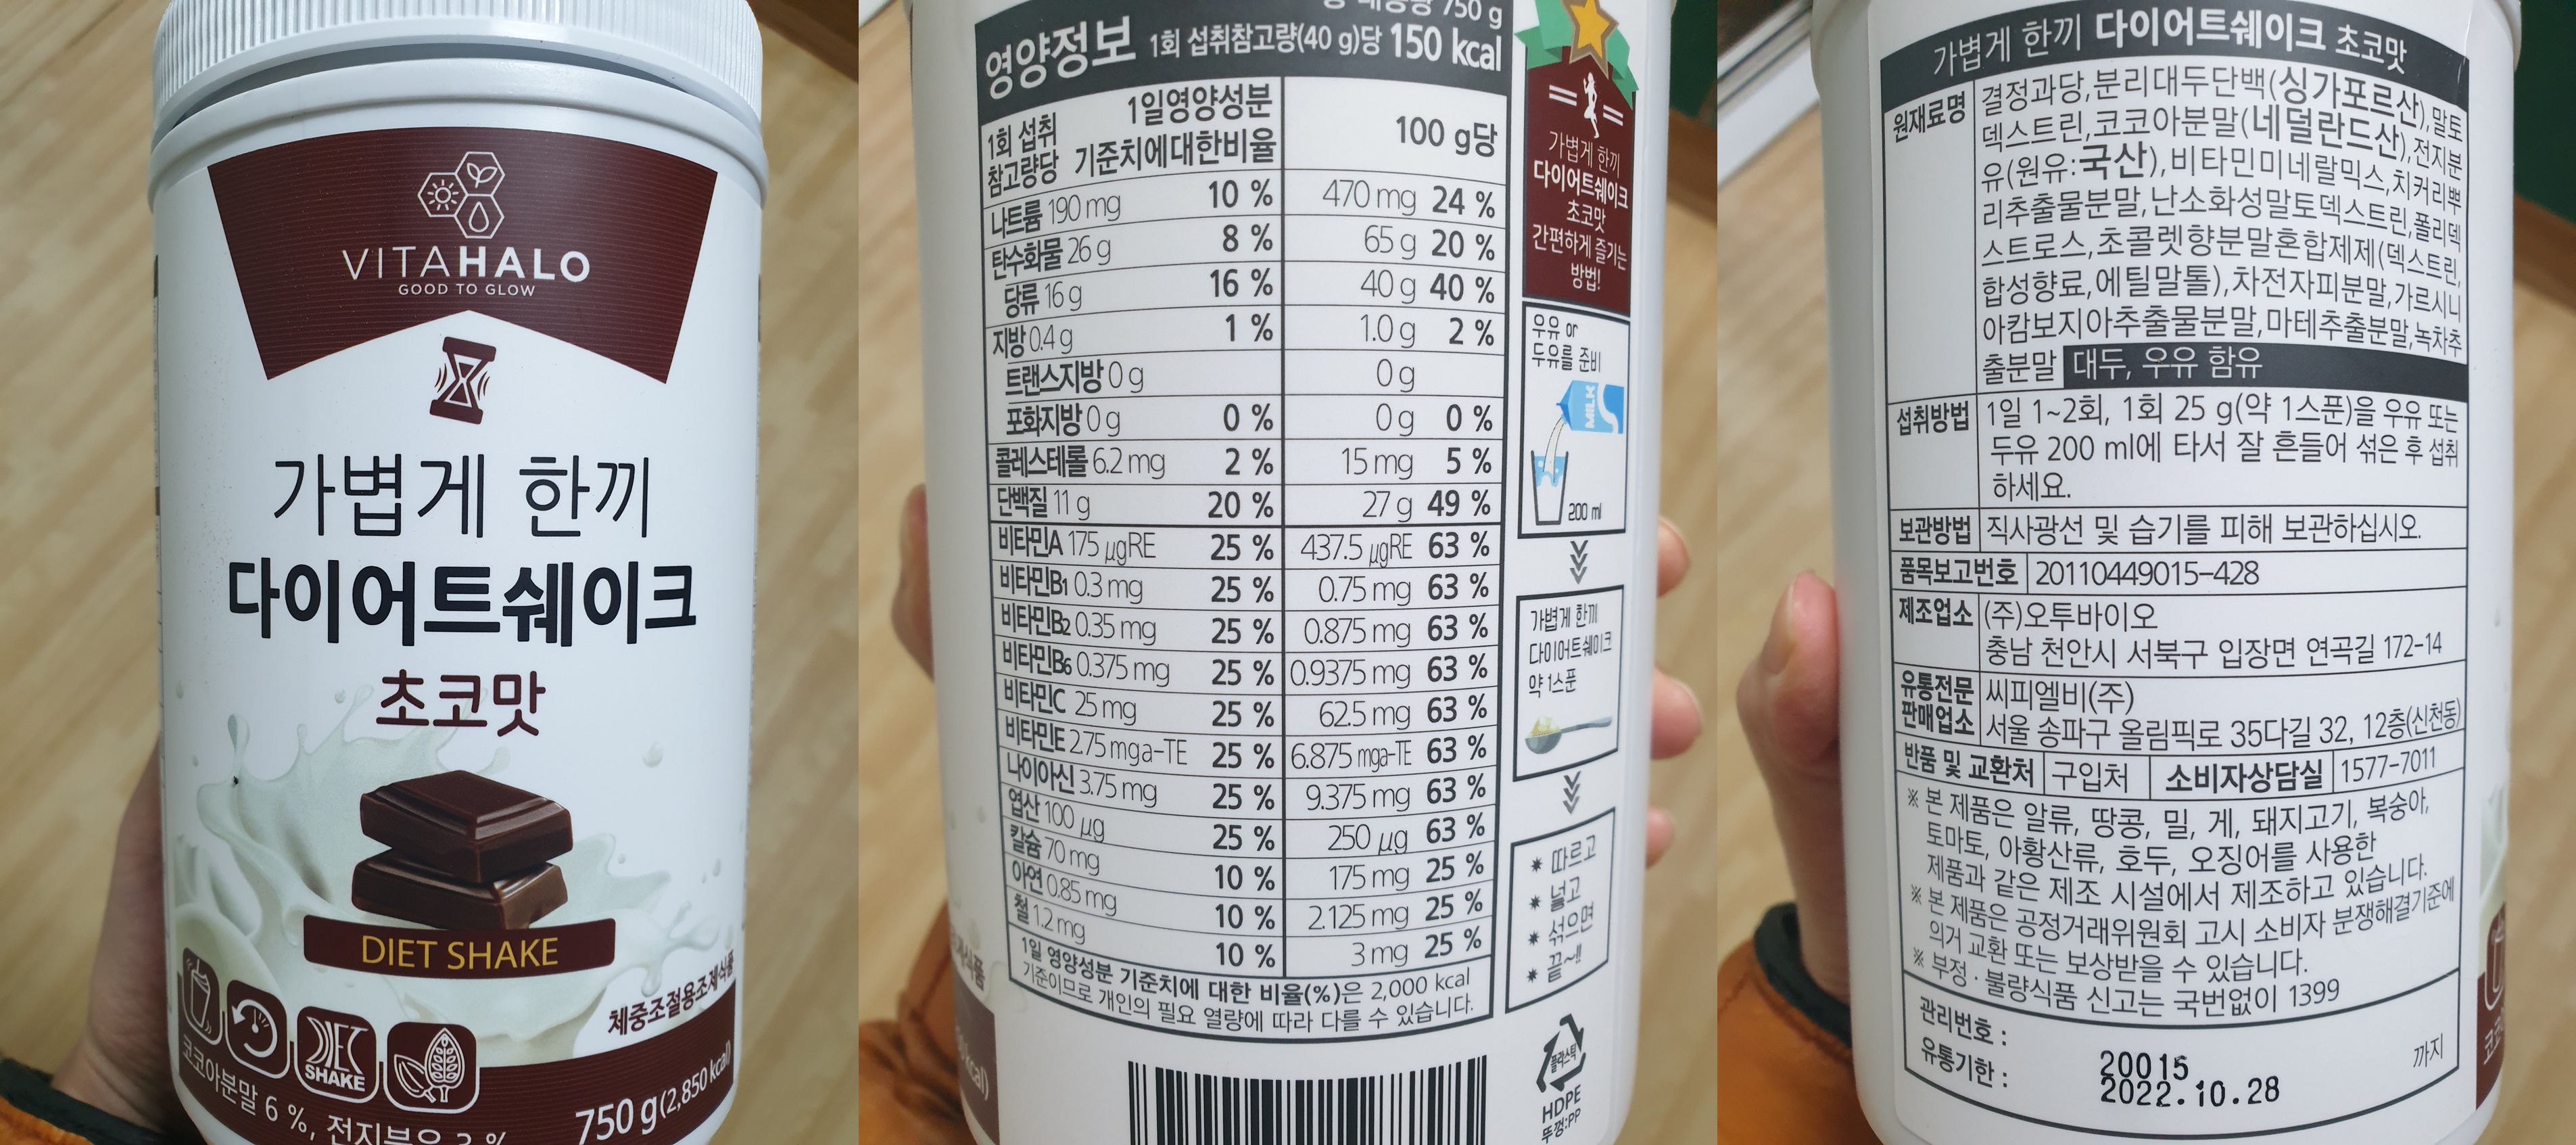 VITAHALO
GOOD TO GLOW
가볍게 한끼
다이어트쉐이크
초코맛
DIET SHAKE
체중조절용조제식품
SHAKE
코코아분말 6 %, 전지분유 3 %
750 g(2,850 kcal)
750 g
영양정보 1회 섭취참고량(40 g)당 150 kcal
1회 섭취 참고량당 1일영양성분 기준치에대한비율 100 g당
나트륨 190 mg 10 % 470 mg 24 %
탄수화물 26 g 8 % 65 g 20 %
당류 16 g 16 % 40 g 40 %
지방 0.4 g 1 % 1.0 g 2 %
트랜스지방 0 g 0 g
포화지방 0 g 0 % 0 g 0 %
콜레스테롤 6.2 mg 2 % 15 mg 5 %
단백질 11 g 20 % 27 g 49 %
비타민A 175 μgRE 25 % 437.5 μgRE 63 %
비타민B1 0.3 mg 25 % 0.75 mg 63 %
비타민B2 0.35 mg 25 % 0.875 mg 63 %
비타민B6 0.375 mg 25 % 0.9375 mg 63 %
비타민C 25 mg 25 % 62.5 mg 63 %
비타민E 2.75 mga-TE 25 % 6.875 mga-TE 63 %
나이아신 3.75 mg 25 % 9.375 mg 63 %
엽산 100 μg 25 % 250 μg 63 %
칼슘 70 mg 10 % 175 mg 25 %
아연 0.85 mg 10 % 2.125 mg 25 %
철 1.2 mg 10 % 3 mg 25 %
1일 영양성분 기준치에 대한 비율(%)은 2,000 kcal
기준이므로 개인의 필요 열량에 따라 다를 수 있습니다.
가볍게 한끼
다이어트쉐이크
초코맛
간편하게 즐기는
방법!
우유 or
두유를 준비
MILK
200 ml
가볍게 한끼
다이어트쉐이크
약 1스푼
따르고
넣고
섞으면
끝~!!
플라스틱
HDPE
뚜껑:PP
가볍게 한끼 다이어트쉐이크 초코맛
원재료명 결정과당,분리대두단백(싱가포르산),말토
덱스트린,코코아분말(네덜란드산),전지분
유(원유:국산),비타민미네랄믹스,치커리뿌
리추출물분말,난소화성말토덱스트린,폴리덱
스트로스,초콜렛향분말혼합제제(덱스트린,
합성향료,에틸말톨),차전자피분말,가르시니
아캄보지아추출물분말,마테추출분말,녹차추
출분말 대두, 우유 함유
섭취방법 1일 1~2회, 1회 25 g(약 1스푼)을 우유 또는
두유 200 ml에 타서 잘 흔들어 섞은 후 섭취
하세요.
보관방법 직사광선 및 습기를 피해 보관하십시오.
품목보고번호 20110449015-428
제조업소 (주)오투바이오
충남 천안시 서북구 입장면 연곡길 172-14
유통전문판매업소 씨피엘비(주)
서울 송파구 올림픽로 35다길 32, 12층(신천동)
반품 및 교환처 구입처 소비자상담실 1577-7011
※ 본 제품은 알류, 땅콩, 밀, 게, 돼지고기, 복숭아,
토마토, 아황산류, 호두, 오징어를 사용한
제품과 같은 제조 시설에서 제조하고 있습니다.
※ 본 제품은 공정거래위원회 고시 소비자 분쟁해결기준에
의거 교환 또는 보상받을 수 있습니다.
※ 부정·불량식품 신고는 국번없이 1399
관리번호 : 20015
유통기한 : 2022.10.28 까지